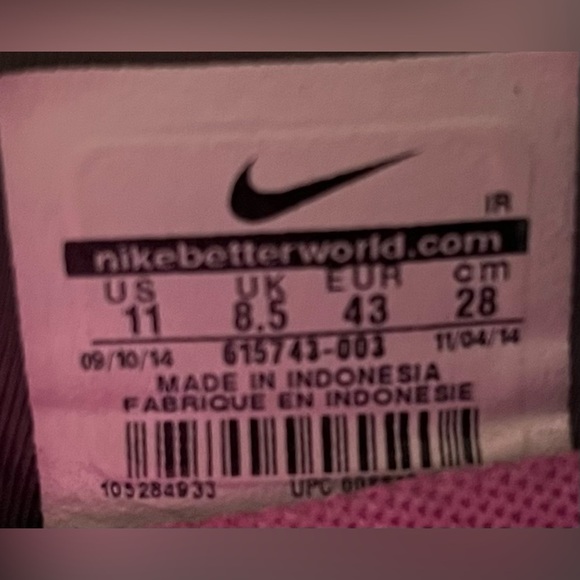 IR
nikebetterworld.com
US UK EUR cm
11 8.5 43 28
09/10/14 615743-003 11/04/14
MADE IN INDONESIA
FABRIQUE EN INDONESIE
105284933 UPC